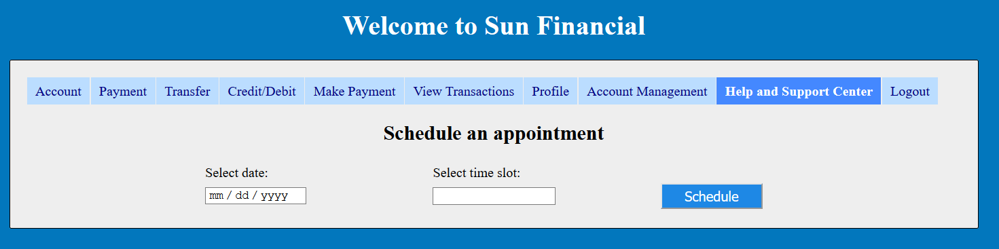 Welcome to Sun Financial
Account Payment Transfer Credit/Debit Make Payment View Transactions Profile Account Management Help and Support Center Logout
Schedule an appointment
Select date: Select time slot:
mm / dd / yyyy Schedule